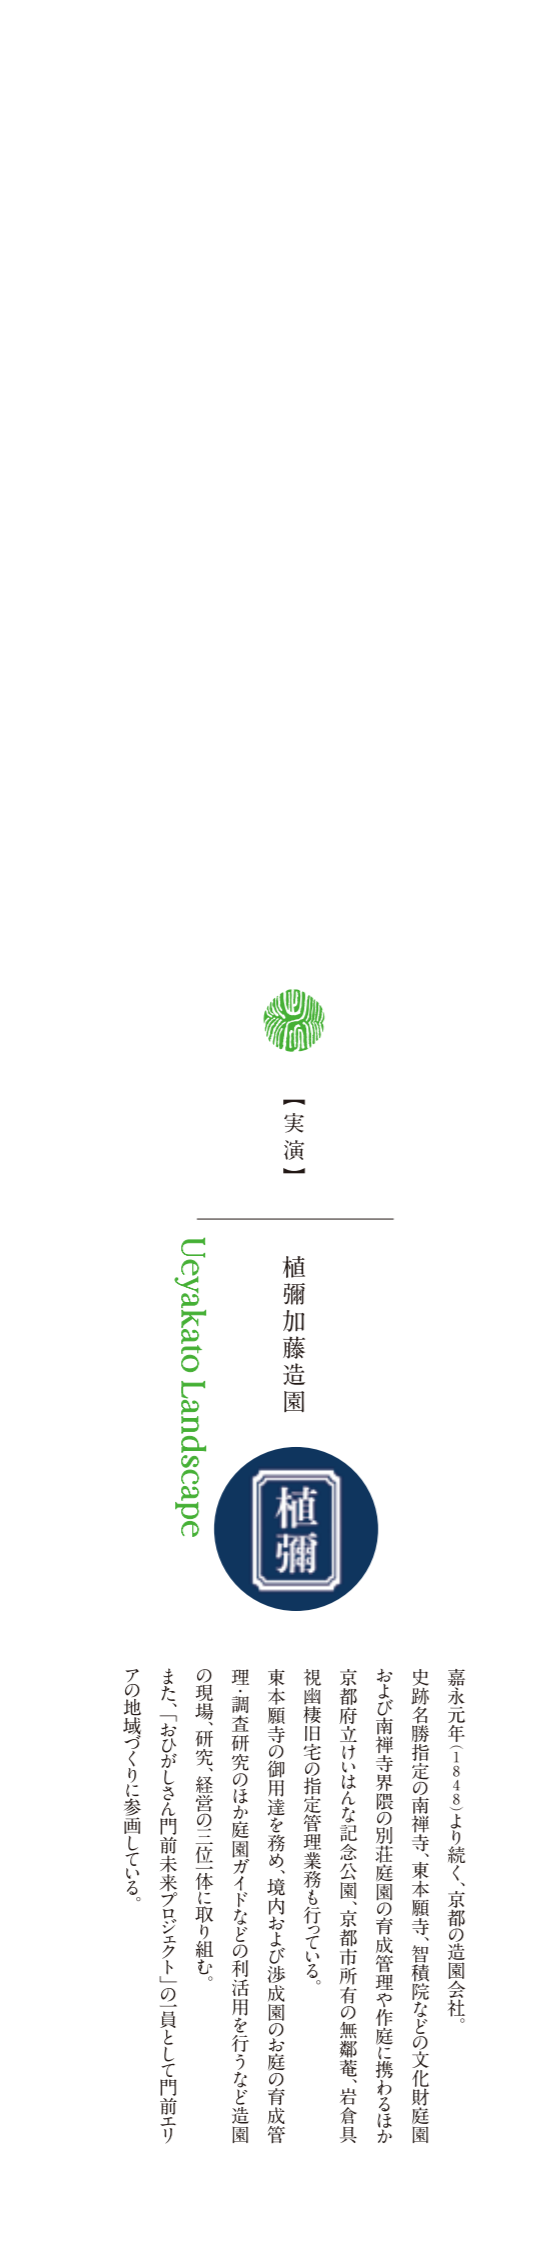 【実演】
植彌加藤造園
Ueyakato Landscape
植彌
嘉永元年(1848)より続く、京都の造園会社。
史跡名勝指定の南禅寺、東本願寺、智積院などの文化財庭園
および南禅寺界隈の別荘庭園の育成管理や作庭に携わるほか
京都府立けいはんな記念公園、京都市所有の無鄰菴、岩倉具
視幽棲旧宅の指定管理業務も行っている。
東本願寺の御用達を務め、境内および渉成園のお庭の育成管
理・調査研究のほか庭園ガイドなどの利活用を行うなど造園
の現場、研究、経営の三位一体に取り組む。
また、「おひがしさん門前未来プロジェクト」の一員として門前エリ
アの地域づくりに参画している。